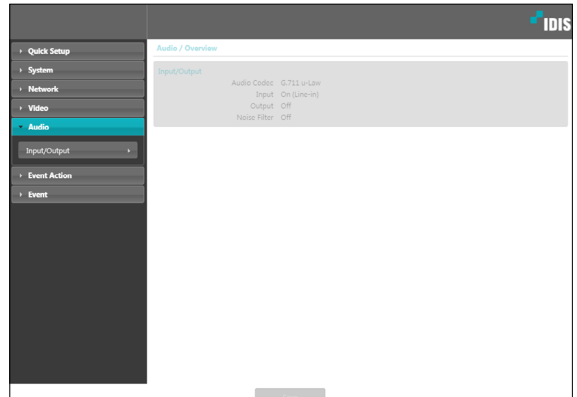 IDIS
Quick Setup
System
Network
Video
Audio
Input/Output
Event Action
Event
Audio / Overview
Input/Output
Audio Codec G.711 u-Law
Input On (Line-in)
Output Off
Noise Filter Off